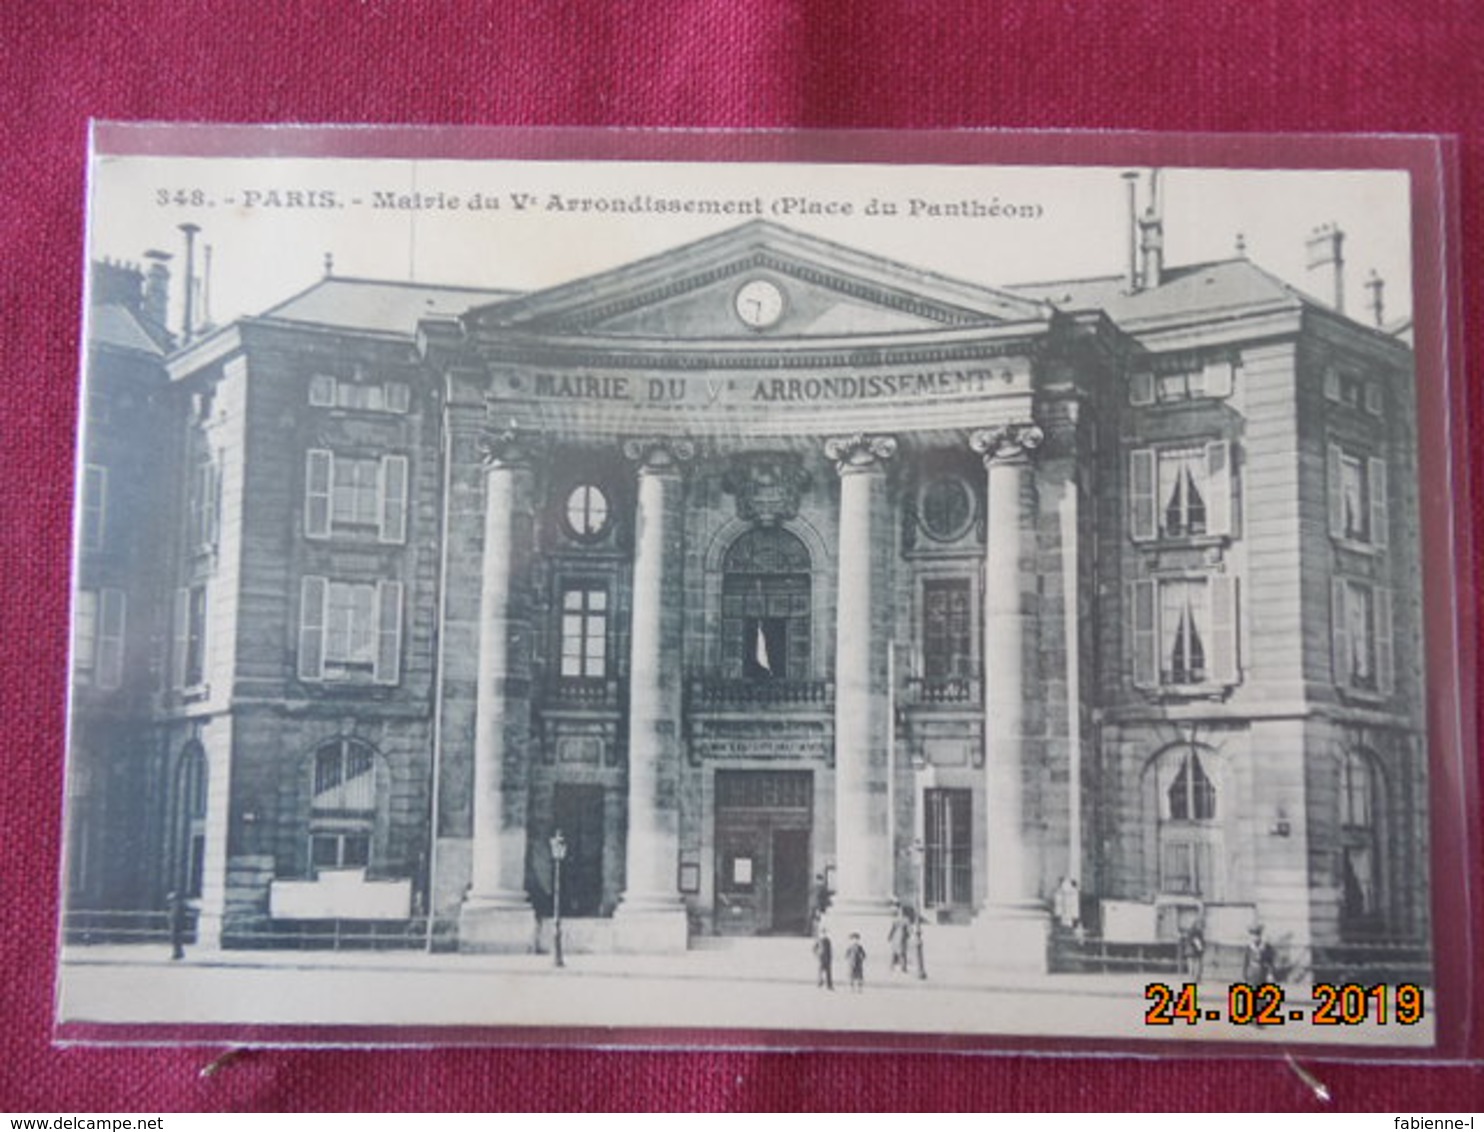 348. - PARIS. - Mairie du Vᵉ Arrondissement (Place du Panthéon)
MAIRIE DU Vᵉ ARRONDISSEMENT
24.02.2019
www.delcampe.net
fabienne-l